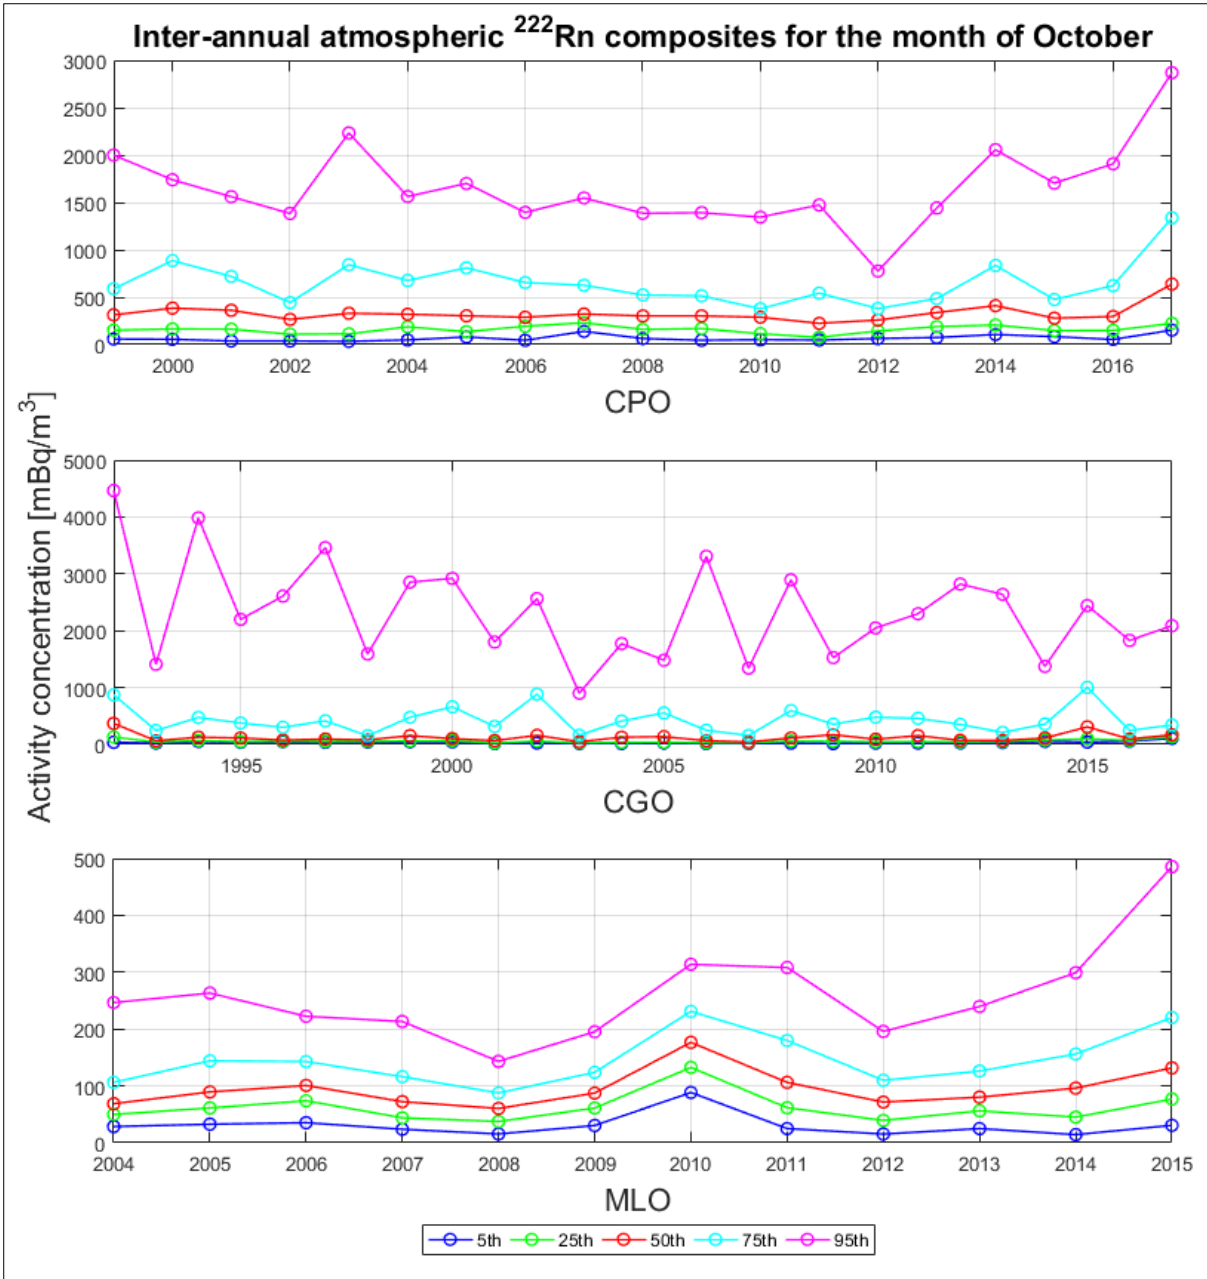 Inter-annual atmospheric ²²²Rn composites for the month of October
Activity concentration [mBq/m³]
3000
2500
2000
1500
1000
500
0
2000 2002 2004 2006 2008 2010 2012 2014 2016
CPO
5000
4000
3000
2000
1000
0
1995 2000 2005 2010 2015
CGO
500
400
300
200
100
0
2004 2005 2006 2007 2008 2009 2010 2011 2012 2013 2014 2015
MLO
5th 25th 50th 75th 95th